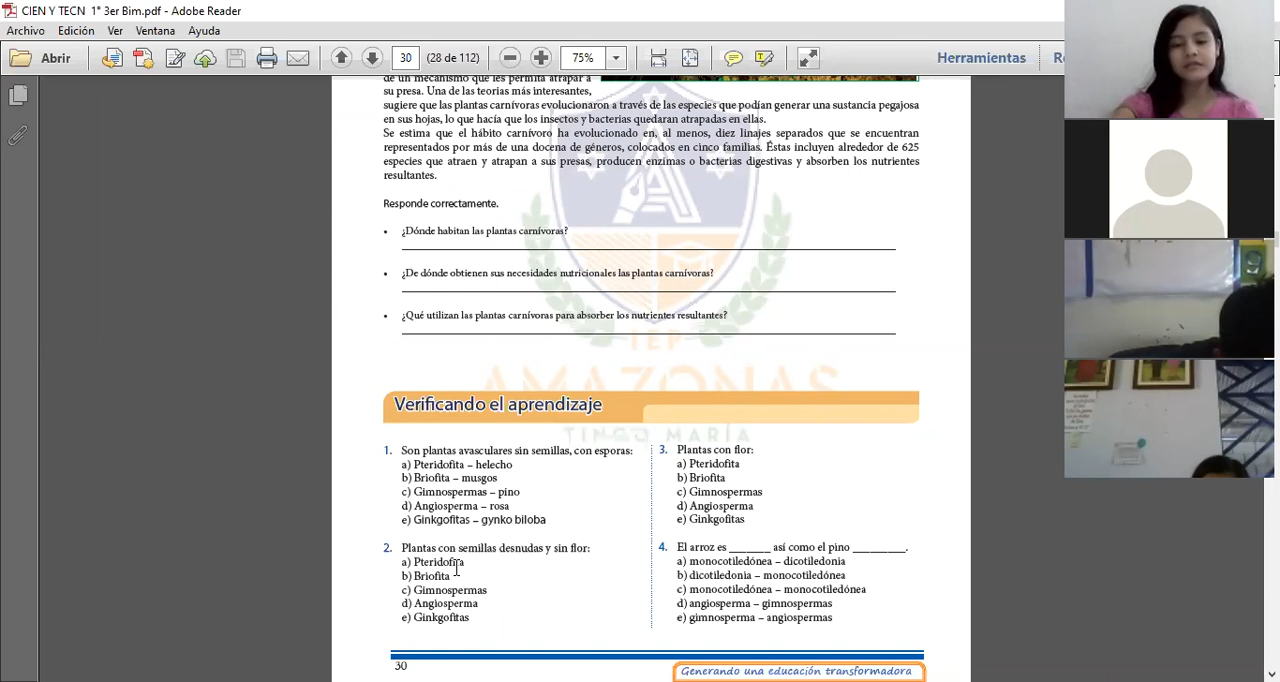 CIEN Y TECN 1° 3er Bim.pdf - Adobe Reader
Archivo Edición Ver Ventana Ayuda
Abrir 30 (28 de 112) 75% Herramientas
de un mecanismo que les permita atrapar a
su presa. Una de las teorias más interesantes,
sugiere que las plantas carnívoras evolucionaron a través de las especies que podían generar una sustancia pegajosa
en sus hojas, lo que hacía que los insectos y bacterias quedaran atrapadas en ellas.
Se estima que el hábito carnívoro ha evolucionado en, al menos, diez linajes separados que se encuentran
representados por más de una docena de géneros, colocados en cinco familias. Éstas incluyen alrededor de 625
especies que atraen y atrapan a sus presas, producen enzimas o bacterias digestivas y absorben los nutrientes
resultantes.
Responde correctamente.
• ¿Dónde habitan las plantas carnívoras?
• ¿De dónde obtienen sus necesidades nutricionales las plantas carnívoras?
• ¿Qué utilizan las plantas carnívoras para absorber los nutrientes resultantes?
IEP
AMAZONAS
TINGO MARÍA
Verificando el aprendizaje
1. Son plantas avasculares sin semillas, con esporas:
a) Pteridofita – helecho
b) Briofita – musgos
c) Gimnospermas – pino
d) Angiosperma – rosa
e) Ginkgofitas – gynko biloba
2. Plantas con semillas desnudas y sin flor:
a) Pteridofita
b) Briofita
c) Gimnospermas
d) Angiosperma
e) Ginkgofitas
3. Plantas con flor:
a) Pteridofita
b) Briofita
c) Gimnospermas
d) Angiosperma
e) Ginkgofitas
4. El arroz es _______ así como el pino _________.
a) monocotiledónea – dicotiledonia
b) dicotiledonia – monocotiledónea
c) monocotiledónea – monocotiledónea
d) angiosperma – gimnospermas
e) gimnosperma – angiospermas
30
Generando una educación transformadora